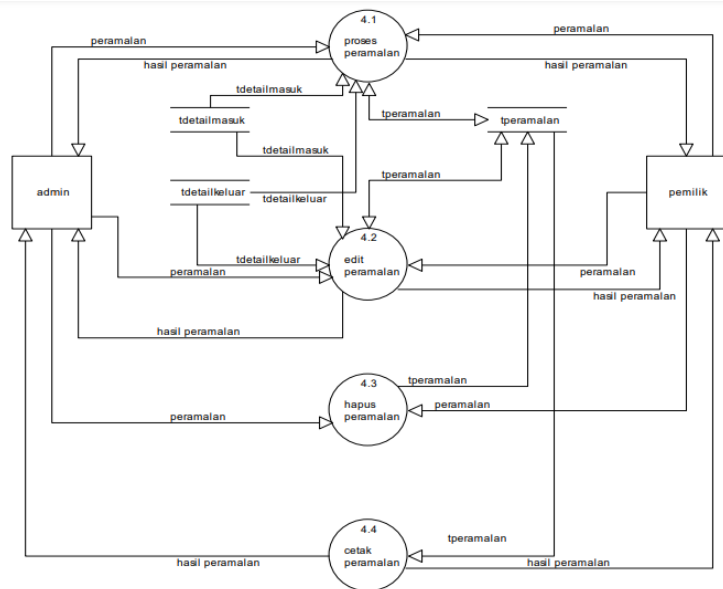 4.1
proses
peramalan
peramalan
peramalan
hasil peramalan
hasil peramalan
tdetailmasuk
tdetailmasuk
tperamalan
tperamalan
tdetailmasuk
tperamalan
admin
tdetailkeluar
tdetailkeluar
pemilik
4.2
edit
peramalan
tdetailkeluar
peramalan
peramalan
hasil peramalan
hasil peramalan
4.3
hapus
peramalan
tperamalan
peramalan
peramalan
4.4
cetak
peramalan
tperamalan
hasil peramalan
hasil peramalan